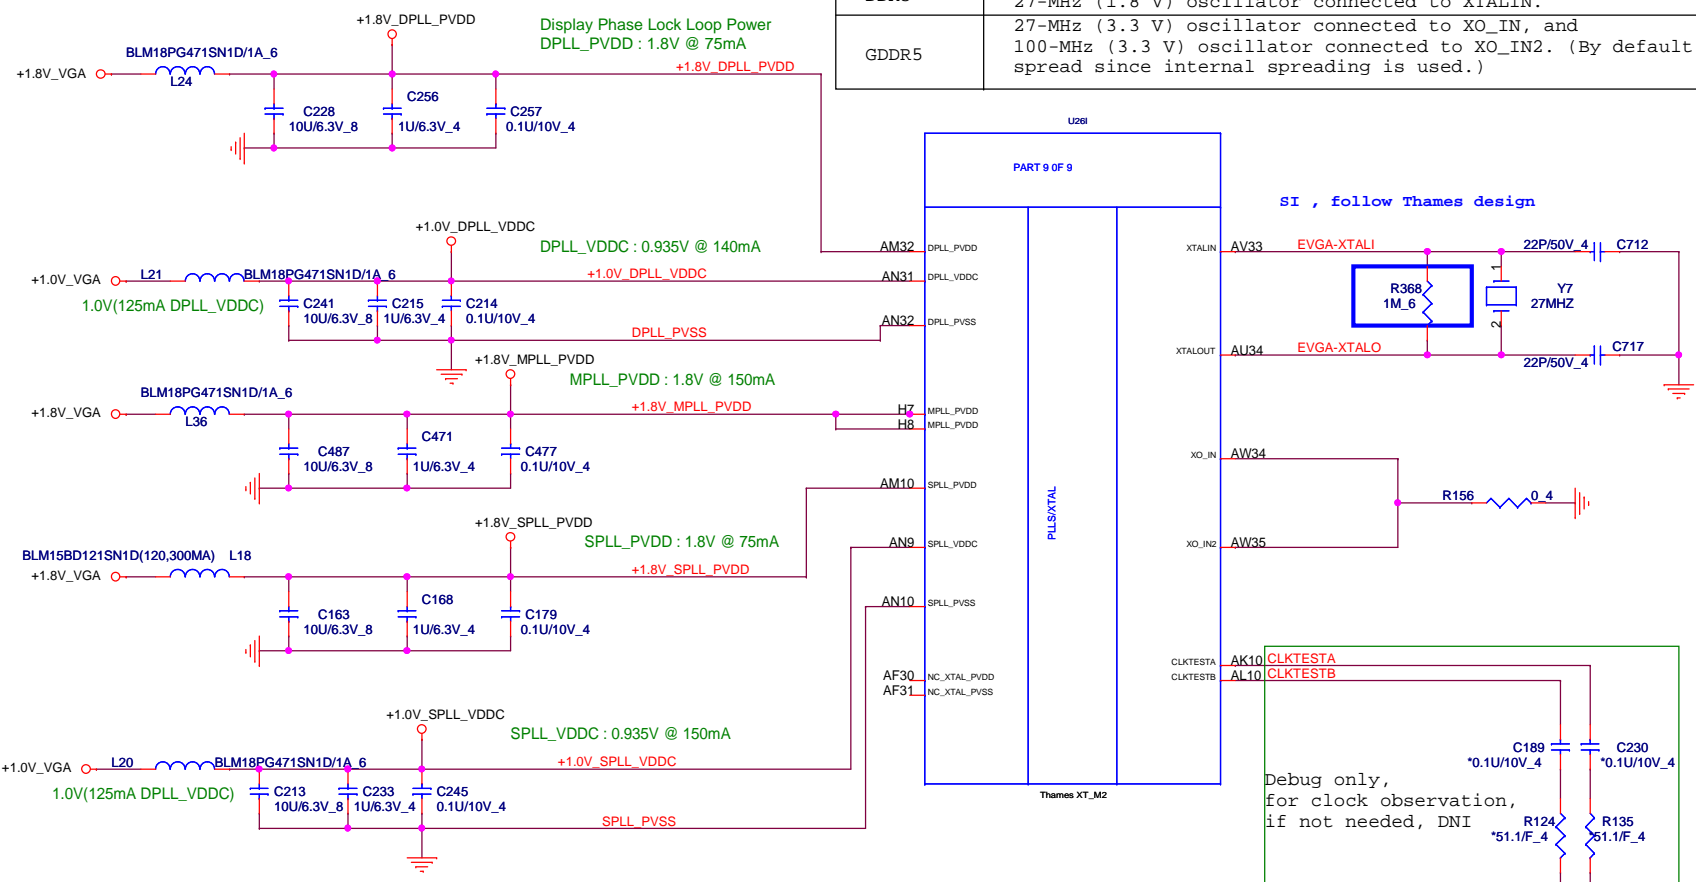 27-MHz (1.8 V) oscillator connected to XTALIN.
GDDR5
27-MHz (3.3 V) oscillator connected to XO_IN, and
100-MHz (3.3 V) oscillator connected to XO_IN2. (By default
spread since internal spreading is used.)
+1.8V_DPLL_PVDD
Display Phase Lock Loop Power
DPLL_PVDD : 1.8V @ 75mA
BLM18PG471SN1D/1A_6
+1.8V_VGA
L24
+1.8V_DPLL_PVDD
C228
10U/6.3V_8
C256
1U/6.3V_4
C257
0.1U/10V_4
U26I
PART 9 0F 9
SI , follow Thames design
+1.0V_DPLL_VDDC
DPLL_VDDC : 0.935V @ 140mA
+1.0V_VGA
L21
BLM18PG471SN1D/1A_6
+1.0V_DPLL_VDDC
1.0V(125mA DPLL_VDDC)
C241
10U/6.3V_8
C215
1U/6.3V_4
C214
0.1U/10V_4
DPLL_PVSS
AM32 DPLL_PVDD
AN31 DPLL_VDDC
AN32 DPLL_PVSS
XTALIN AV33 EVGA-XTALI
22P/50V_4 C712
R368
1M_6
1
Y7
27MHZ
2
XTALOUT AU34 EVGA-XTALO
22P/50V_4 C717
+1.8V_MPLL_PVDD
MPLL_PVDD : 1.8V @ 150mA
BLM18PG471SN1D/1A_6
+1.8V_VGA
L36
+1.8V_MPLL_PVDD
H7 MPLL_PVDD
H8 MPLL_PVDD
C487
10U/6.3V_8
C471
1U/6.3V_4
C477
0.1U/10V_4
XO_IN AW34
AM10 SPLL_PVDD
PLLS/XTAL
R156 0_4
+1.8V_SPLL_PVDD
SPLL_PVDD : 1.8V @ 75mA
BLM15BD121SN1D(120,300MA) L18
+1.8V_VGA
+1.8V_SPLL_PVDD
AN9 SPLL_VDDC
XO_IN2 AW35
C163
10U/6.3V_8
C168
1U/6.3V_4
C179
0.1U/10V_4
AN10 SPLL_PVSS
AF30 NC_XTAL_PVDD
AF31 NC_XTAL_PVSS
CLKTESTA AK10 CLKTESTA
CLKTESTB AL10 CLKTESTB
+1.0V_SPLL_VDDC
SPLL_VDDC : 0.935V @ 150mA
+1.0V_VGA
L20
BLM18PG471SN1D/1A_6
+1.0V_SPLL_VDDC
1.0V(125mA DPLL_VDDC)
C213
10U/6.3V_8
C233
1U/6.3V_4
C245
0.1U/10V_4
SPLL_PVSS
Thames XT_M2
C189
*0.1U/10V_4
C230
*0.1U/10V_4
Debug only,
for clock observation,
if not needed, DNI
R124
*51.1/F_4
R135
*51.1/F_4